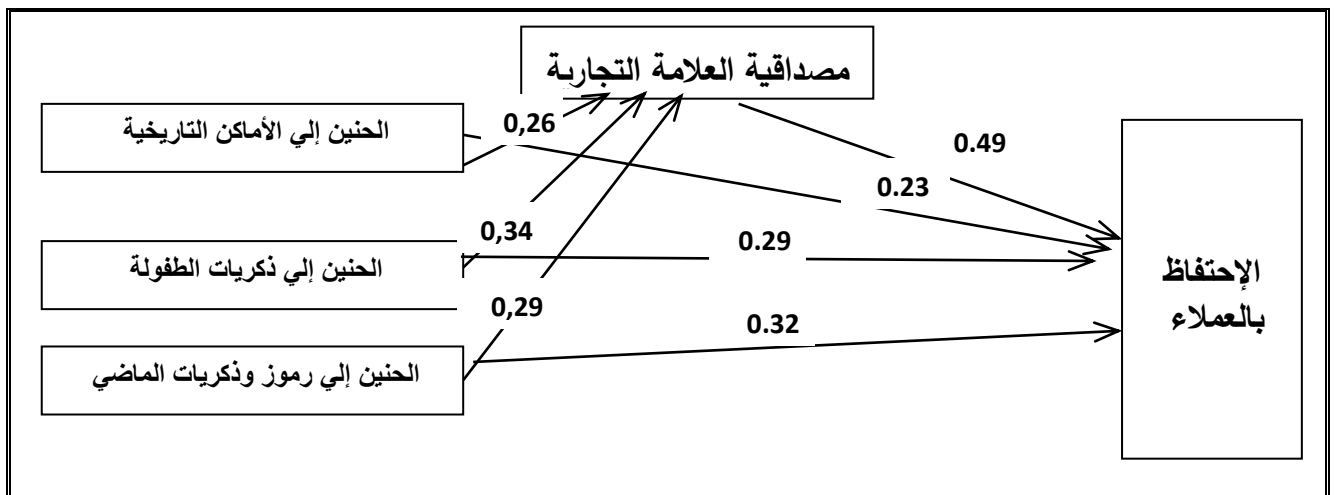 مصداقية العلامة التجارية
الحنين إلي الأماكن التاريخية
0,26
0.49
0.23
الحنين إلي ذكريات الطفولة
0,34
0.29
الإحتفاظ
بالعملاء
0,29
0.32
الحنين إلي رموز وذكريات الماضي